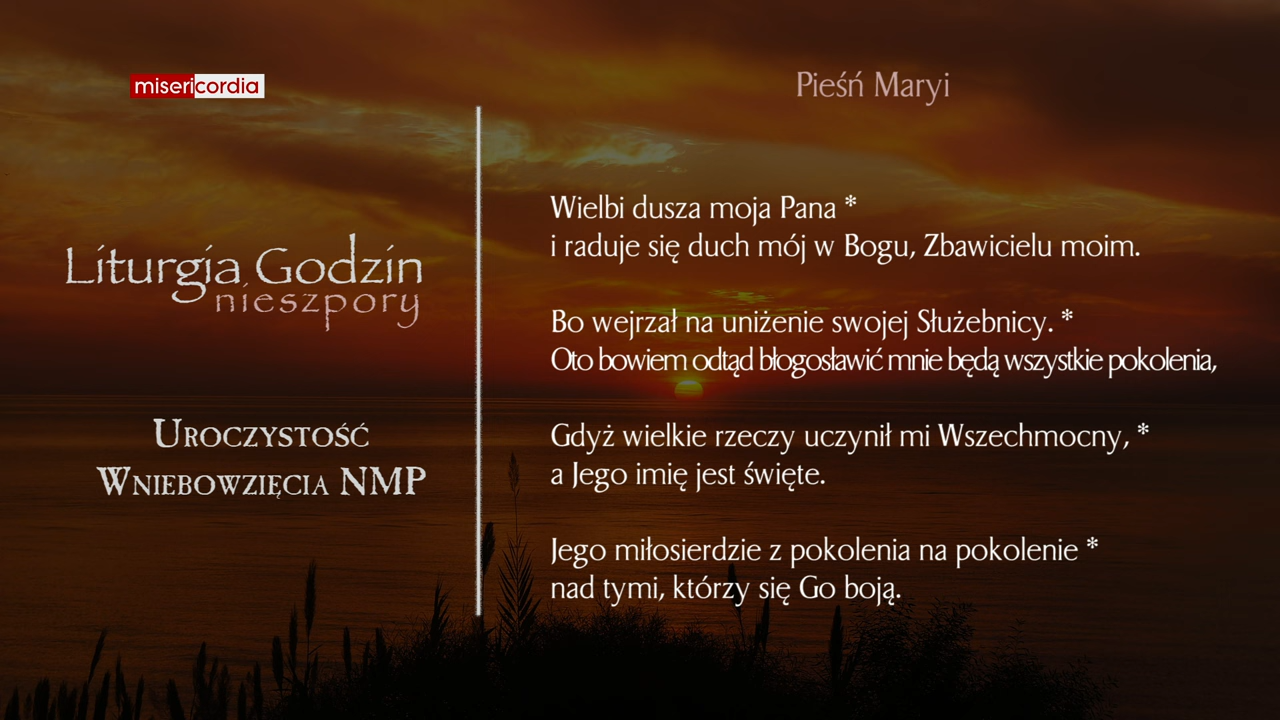 misericordia
Liturgia Godzin
nieszpory
Uroczystość
Wniebowzięcia NMP
Pieśń Maryi
Wielbi dusza moja Pana *
i raduje się duch mój w Bogu, Zbawicielu moim.
Bo wejrzał na uniżenie swojej Służebnicy. *
Oto bowiem odtąd błogosławić mnie będą wszystkie pokolenia,
Gdyż wielkie rzeczy uczynił mi Wszechmocny, *
a Jego imię jest święte.
Jego miłosierdzie z pokolenia na pokolenie *
nad tymi, którzy się Go boją.